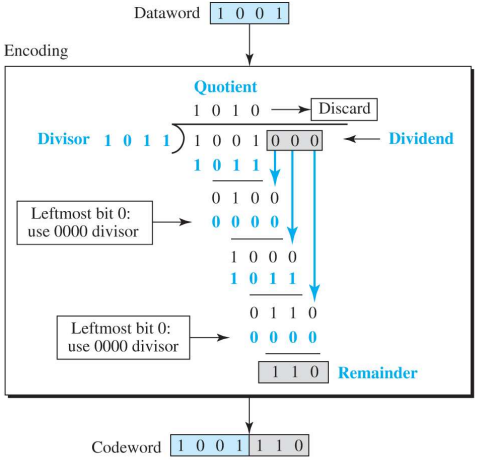 Dataword 1 0 0 1
Encoding
Quotient
1 0 1 0 Discard
Divisor 1 0 1 1 1 0 0 1 0 0 0 Dividend
1 0 1 1
0 1 0 0
Leftmost bit 0:
use 0000 divisor
0 0 0 0
1 0 0 0
1 0 1 1
0 1 1 0
Leftmost bit 0:
use 0000 divisor
0 0 0 0
1 1 0 Remainder
Codeword 1 0 0 1 1 1 0